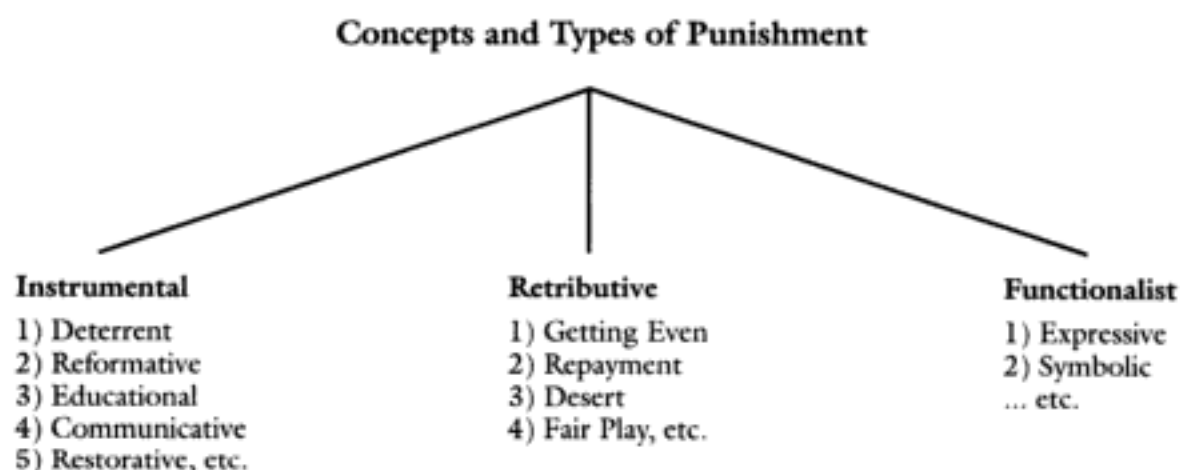 Concepts and Types of Punishment
Instrumental
1) Deterrent
2) Reformative
3) Educational
4) Communicative
5) Restorative, etc.
Retributive
1) Getting Even
2) Repayment
3) Desert
4) Fair Play, etc.
Functionalist
1) Expressive
2) Symbolic
... etc.